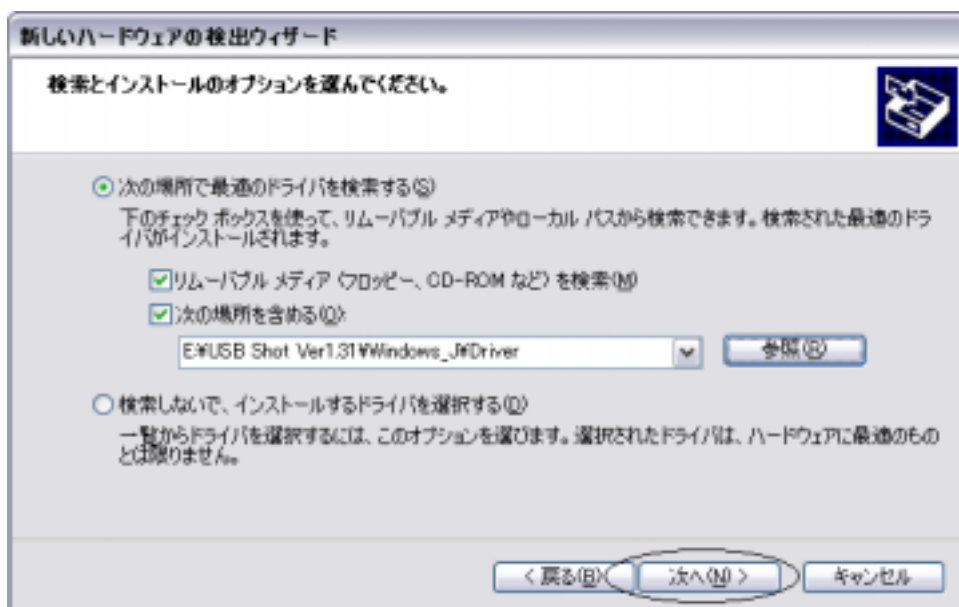 新しいハードウェアの検出ウィザード
検索とインストールのオプションを選んでください。
次の場所で最適のドライバを検索する(S)
下のチェック ボックスを使って、リムーバブル メディアやローカル パスから検索できます。検索された最適のドラ
イバがインストールされます。
リムーバブル メディア (フロッピー、CD-ROM など) を検索(M)
次の場所を含める(O):
E:¥USB Shot Ver1.31¥Windows_J¥Driver
参照(R)
検索しないで、インストールするドライバを選択する(D)
一覧からドライバを選択するには、このオプションを選びます。選択されたドライバは、ハードウェアに最適のもの
とは限りません。
< 戻る(B) 次へ(N) > キャンセル